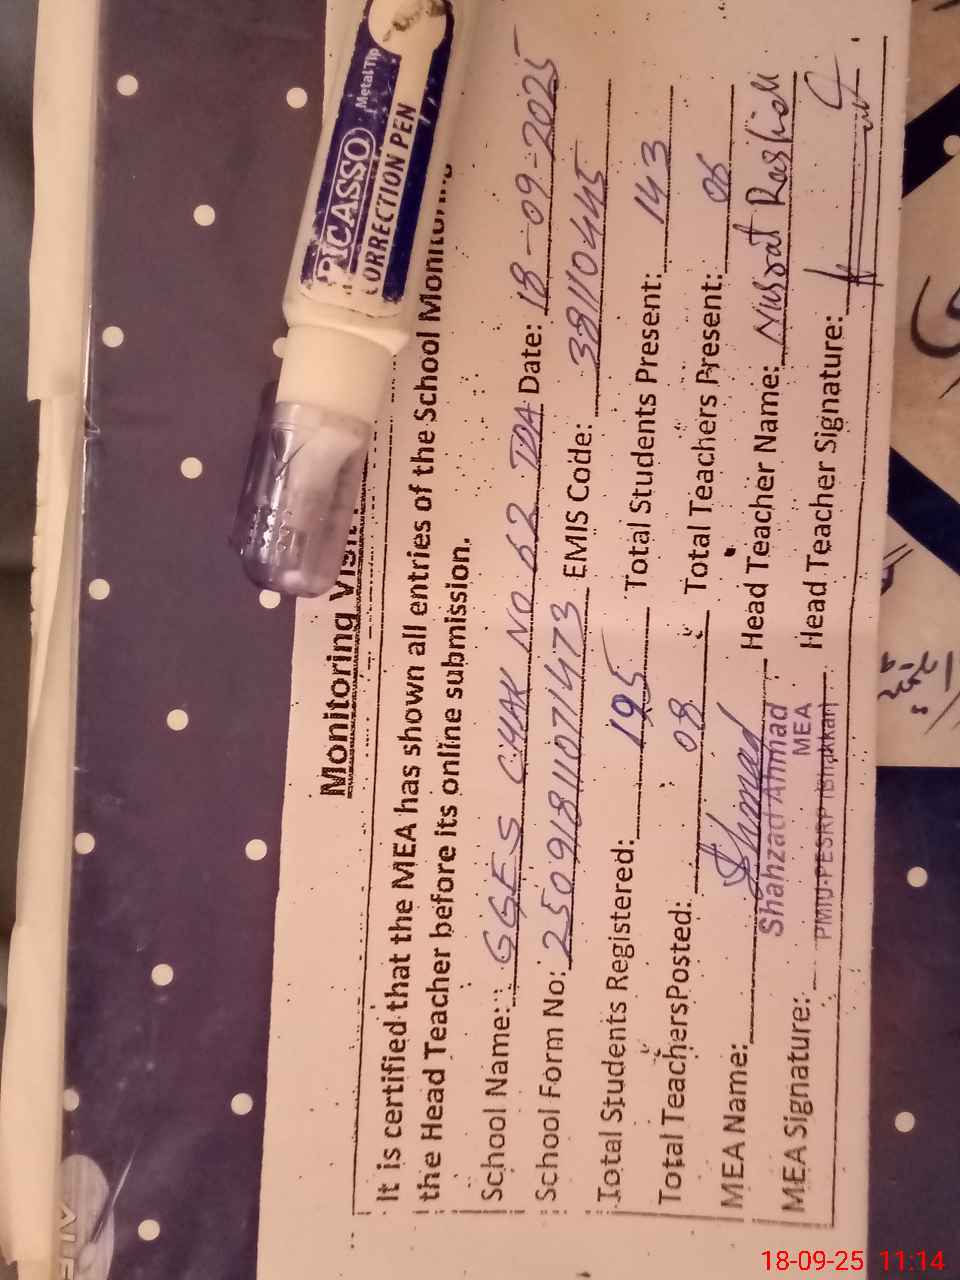 PICASSO
Metal Tip
CORRECTION PEN
Monitoring Visit
It is certified that the MEA has shown all entries of the School Monitoring
the Head Teacher before its online submission.
School Name: GGES CHAK NO 62 TDA Date: 18-09-2025
School Form No: 2509181071473 EMIS Code: 38110445
Total Students Registered: 195 Total Students Present: 143
Total Teachers Posted: 08 Total Teachers Present: 06
MEA Name: Head Teacher Name: Nusrat Rashid
Shahzad Ahmad
MEA
MEA Signature: PMIU-PESRP (Bhakkar) Head Teacher Signature:
18-09-25 11:14